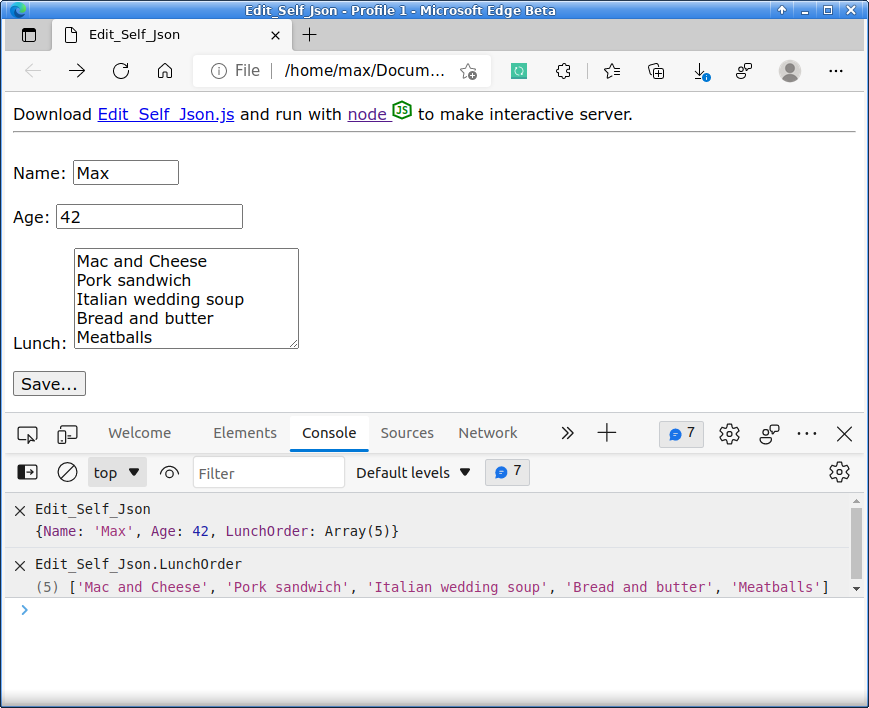 Edit_Self_Json - Profile 1 - Microsoft Edge Beta
Edit_Self_Json
File /home/max/Docum...
Download Edit_Self_Json.js and run with node JS to make interactive server.
Name: Max
Age: 42
Mac and Cheese
Pork sandwich
Italian wedding soup
Bread and butter
Lunch: Meatballs
Save...
Welcome Elements Console Sources Network 7
top Filter Default levels 7
Edit_Self_Json
{Name: 'Max', Age: 42, LunchOrder: Array(5)}
Edit_Self_Json.LunchOrder
(5) ['Mac and Cheese', 'Pork sandwich', 'Italian wedding soup', 'Bread and butter', 'Meatballs']